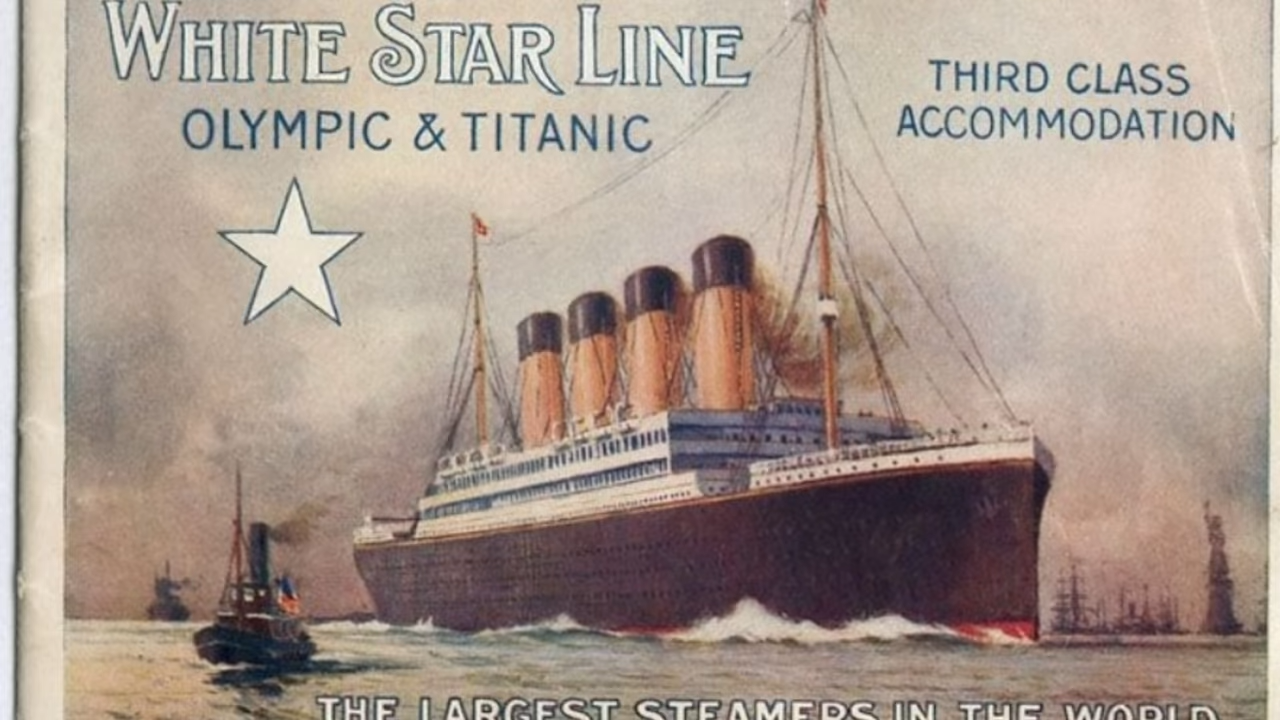 WHITE STAR LINE
OLYMPIC & TITANIC
THIRD CLASS
ACCOMMODATION
THE LARGEST STEAMERS IN THE WORLD